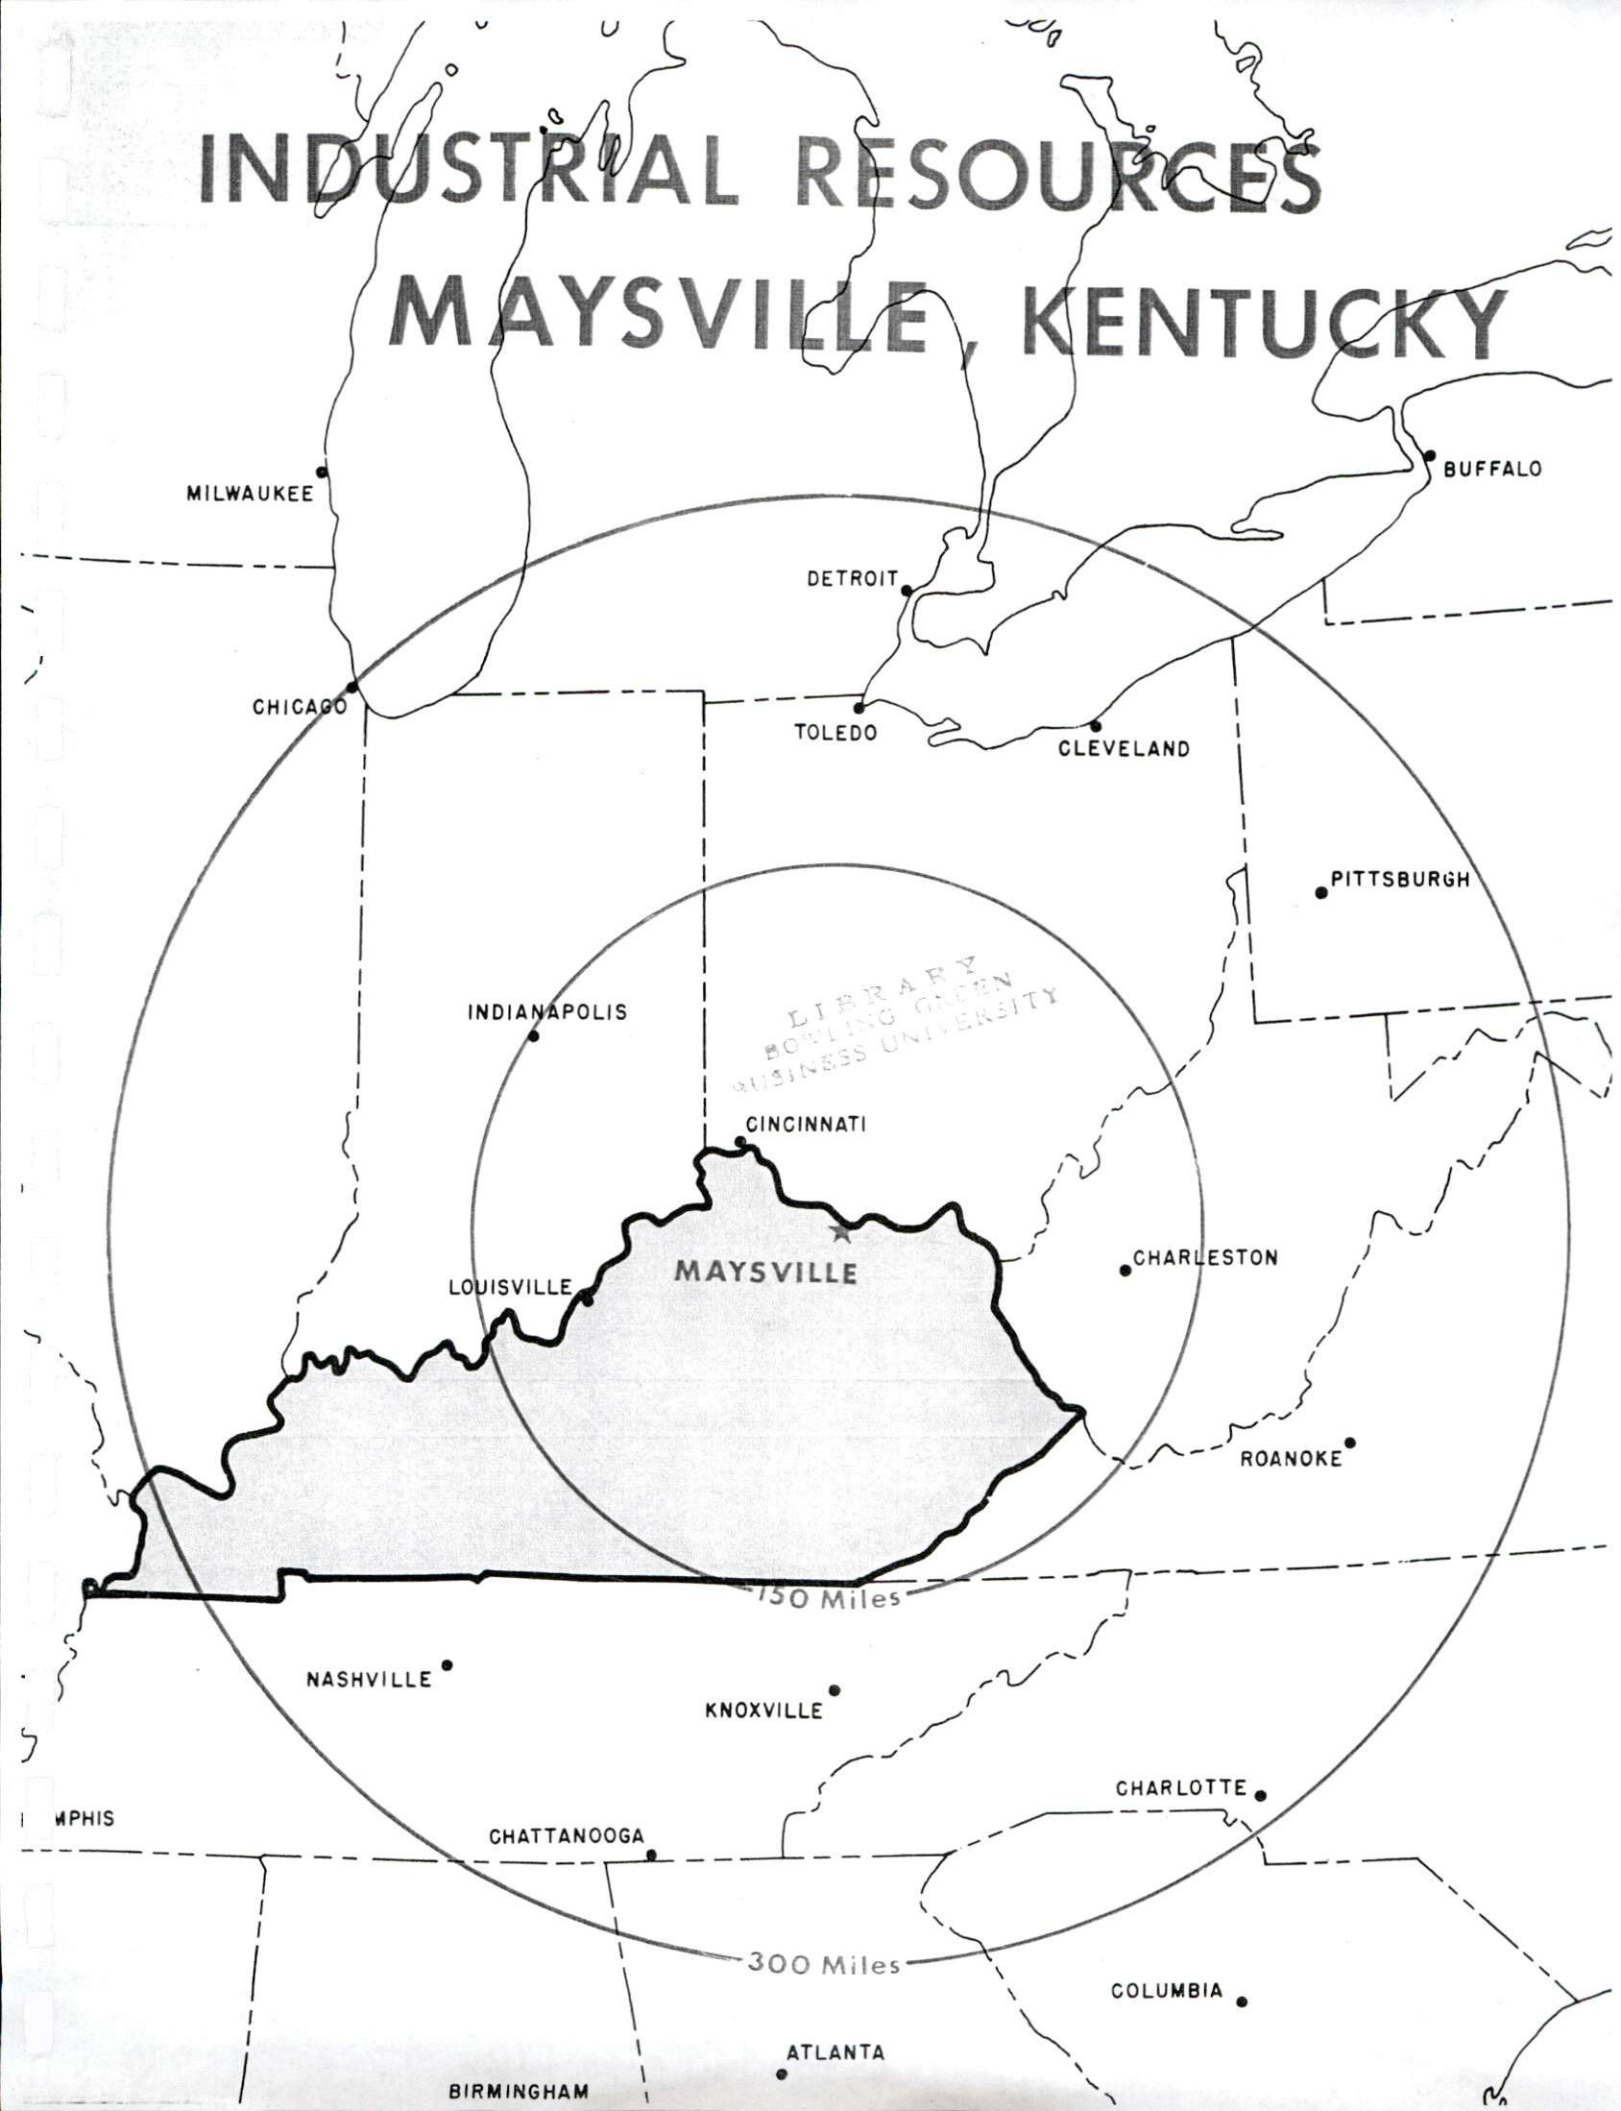 INDUSTRIAL RESOURCES
MAYSVILLE, KENTUCKY
MILWAUKEE
BUFFALO
DETROIT
CHICAGO
TOLEDO
CLEVELAND
PITTSBURGH
LIBRARY
BOWLING GREEN
BUSINESS UNIVERSITY
INDIANAPOLIS
CINCINNATI
MAYSVILLE
CHARLESTON
LOUISVILLE
ROANOKE
150 Miles
NASHVILLE
KNOXVILLE
CHARLOTTE
MPHIS
CHATTANOOGA
300 Miles
COLUMBIA
ATLANTA
BIRMINGHAM